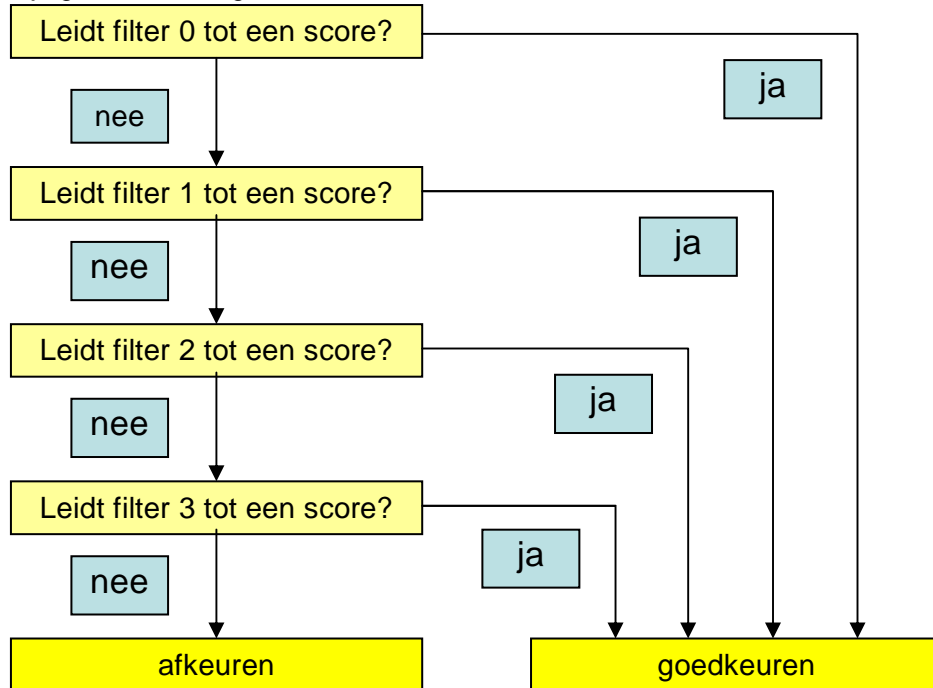 Leidt filter 0 tot een score?
ja
nee
Leidt filter 1 tot een score?
ja
nee
Leidt filter 2 tot een score?
ja
nee
Leidt filter 3 tot een score?
ja
nee
afkeuren
goedkeuren